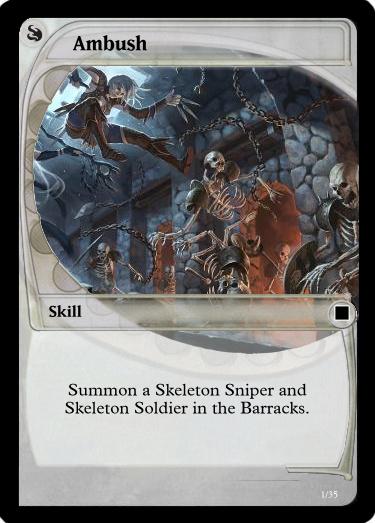 Ambush
Skill
Summon a Skeleton Sniper and
Skeleton Soldier in the Barracks.
1/35